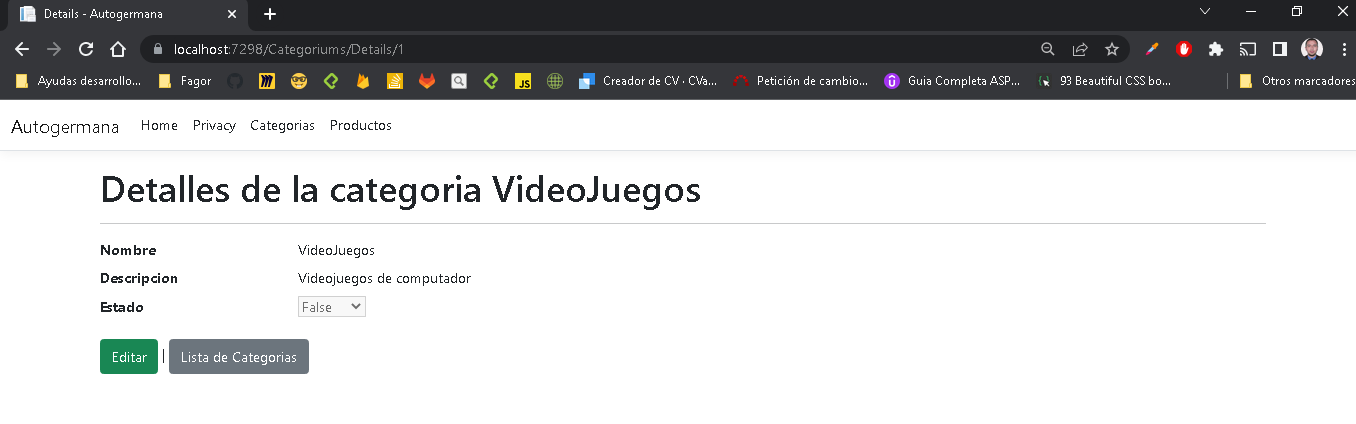 Details - Autogermana
localhost:7298/Categoriums/Details/1
Ayudas desarrollo... Fagor JS Creador de CV · CVa... Petición de cambio... Guia Completa ASP... 93 Beautiful CSS bo... Otros marcadores
Autogermana Home Privacy Categorias Productos
Detalles de la categoria VideoJuegos
Nombre VideoJuegos
Descripcion Videojuegos de computador
Estado False
Editar | Lista de Categorias